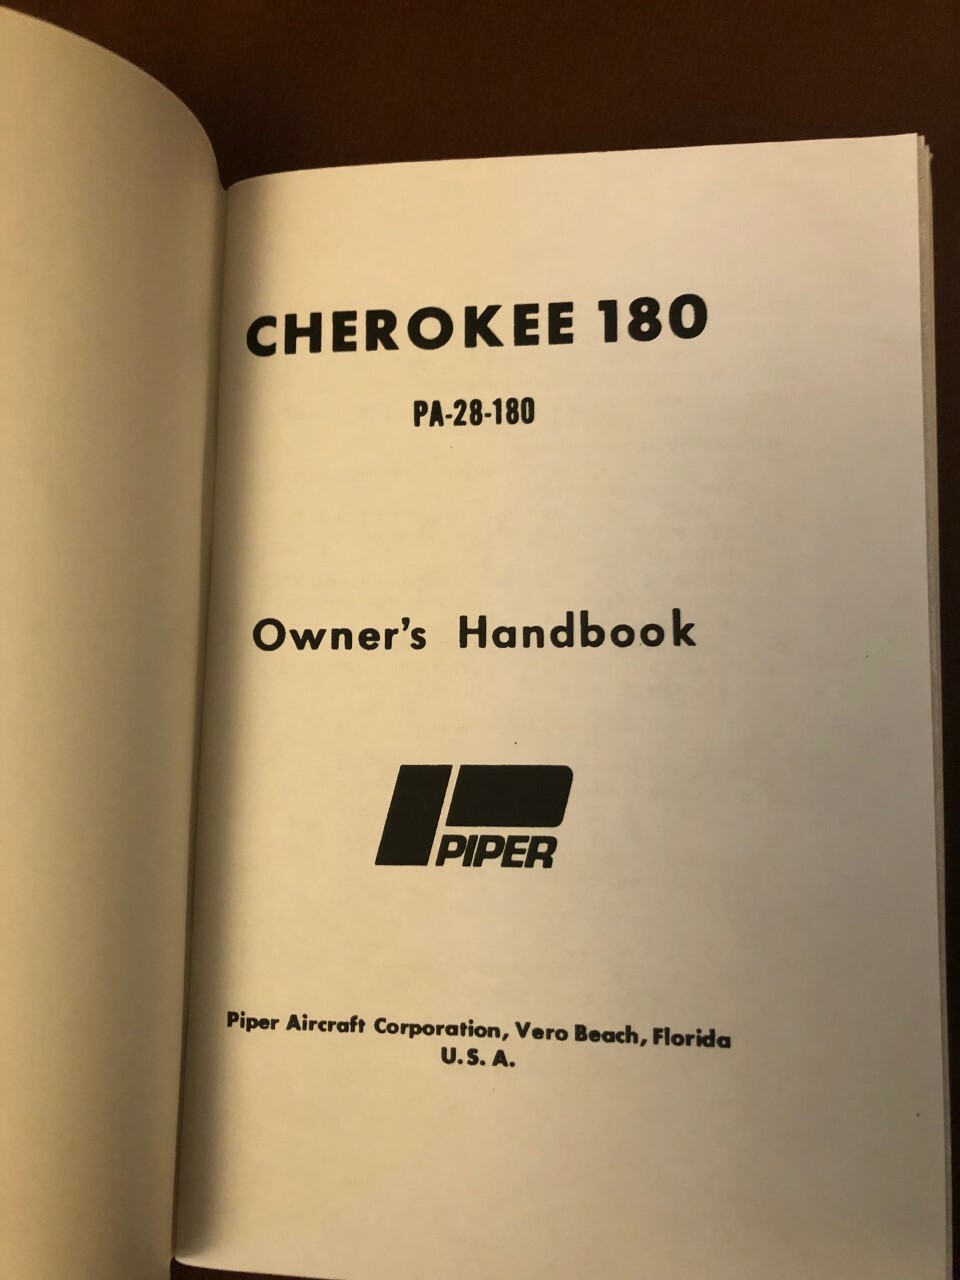 CHEROKEE 180
PA-28-180
Owner's Handbook
PIPER
Piper Aircraft Corporation, Vero Beach, Florida
U. S. A.